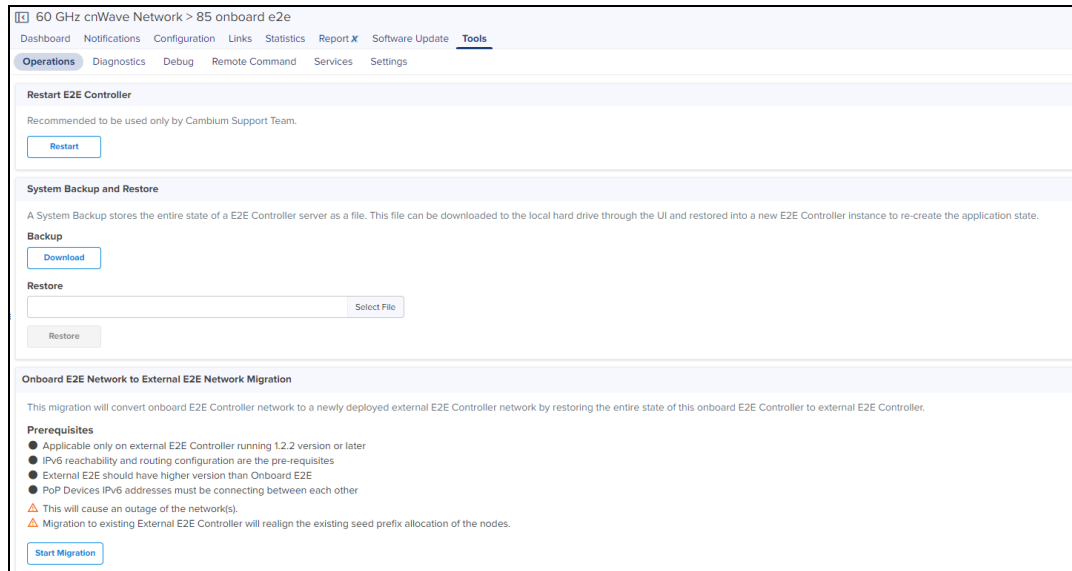 60 GHz cnWave Network > 85 onboard e2e
Dashboard Notifications Configuration Links Statistics Report X Software Update Tools
Operations Diagnostics Debug Remote Command Services Settings
Restart E2E Controller
Recommended to be used only by Cambium Support Team.
Restart
System Backup and Restore
A System Backup stores the entire state of a E2E Controller server as a file. This file can be downloaded to the local hard drive through the UI and restored into a new E2E Controller instance to re-create the application state.
Backup
Download
Restore
Select File
Restore
Onboard E2E Network to External E2E Network Migration
This migration will convert onboard E2E Controller network to a newly deployed external E2E Controller network by restoring the entire state of this onboard E2E Controller to external E2E Controller.
Prerequisites
● Applicable only on external E2E Controller running 1.2.2 version or later
● IPv6 reachability and routing configuration are the pre-requisites
● External E2E should have higher version than Onboard E2E
● PoP Devices IPv6 addresses must be connecting between each other
⚠ This will cause an outage of the network(s).
⚠ Migration to existing External E2E Controller will realign the existing seed prefix allocation of the nodes.
Start Migration